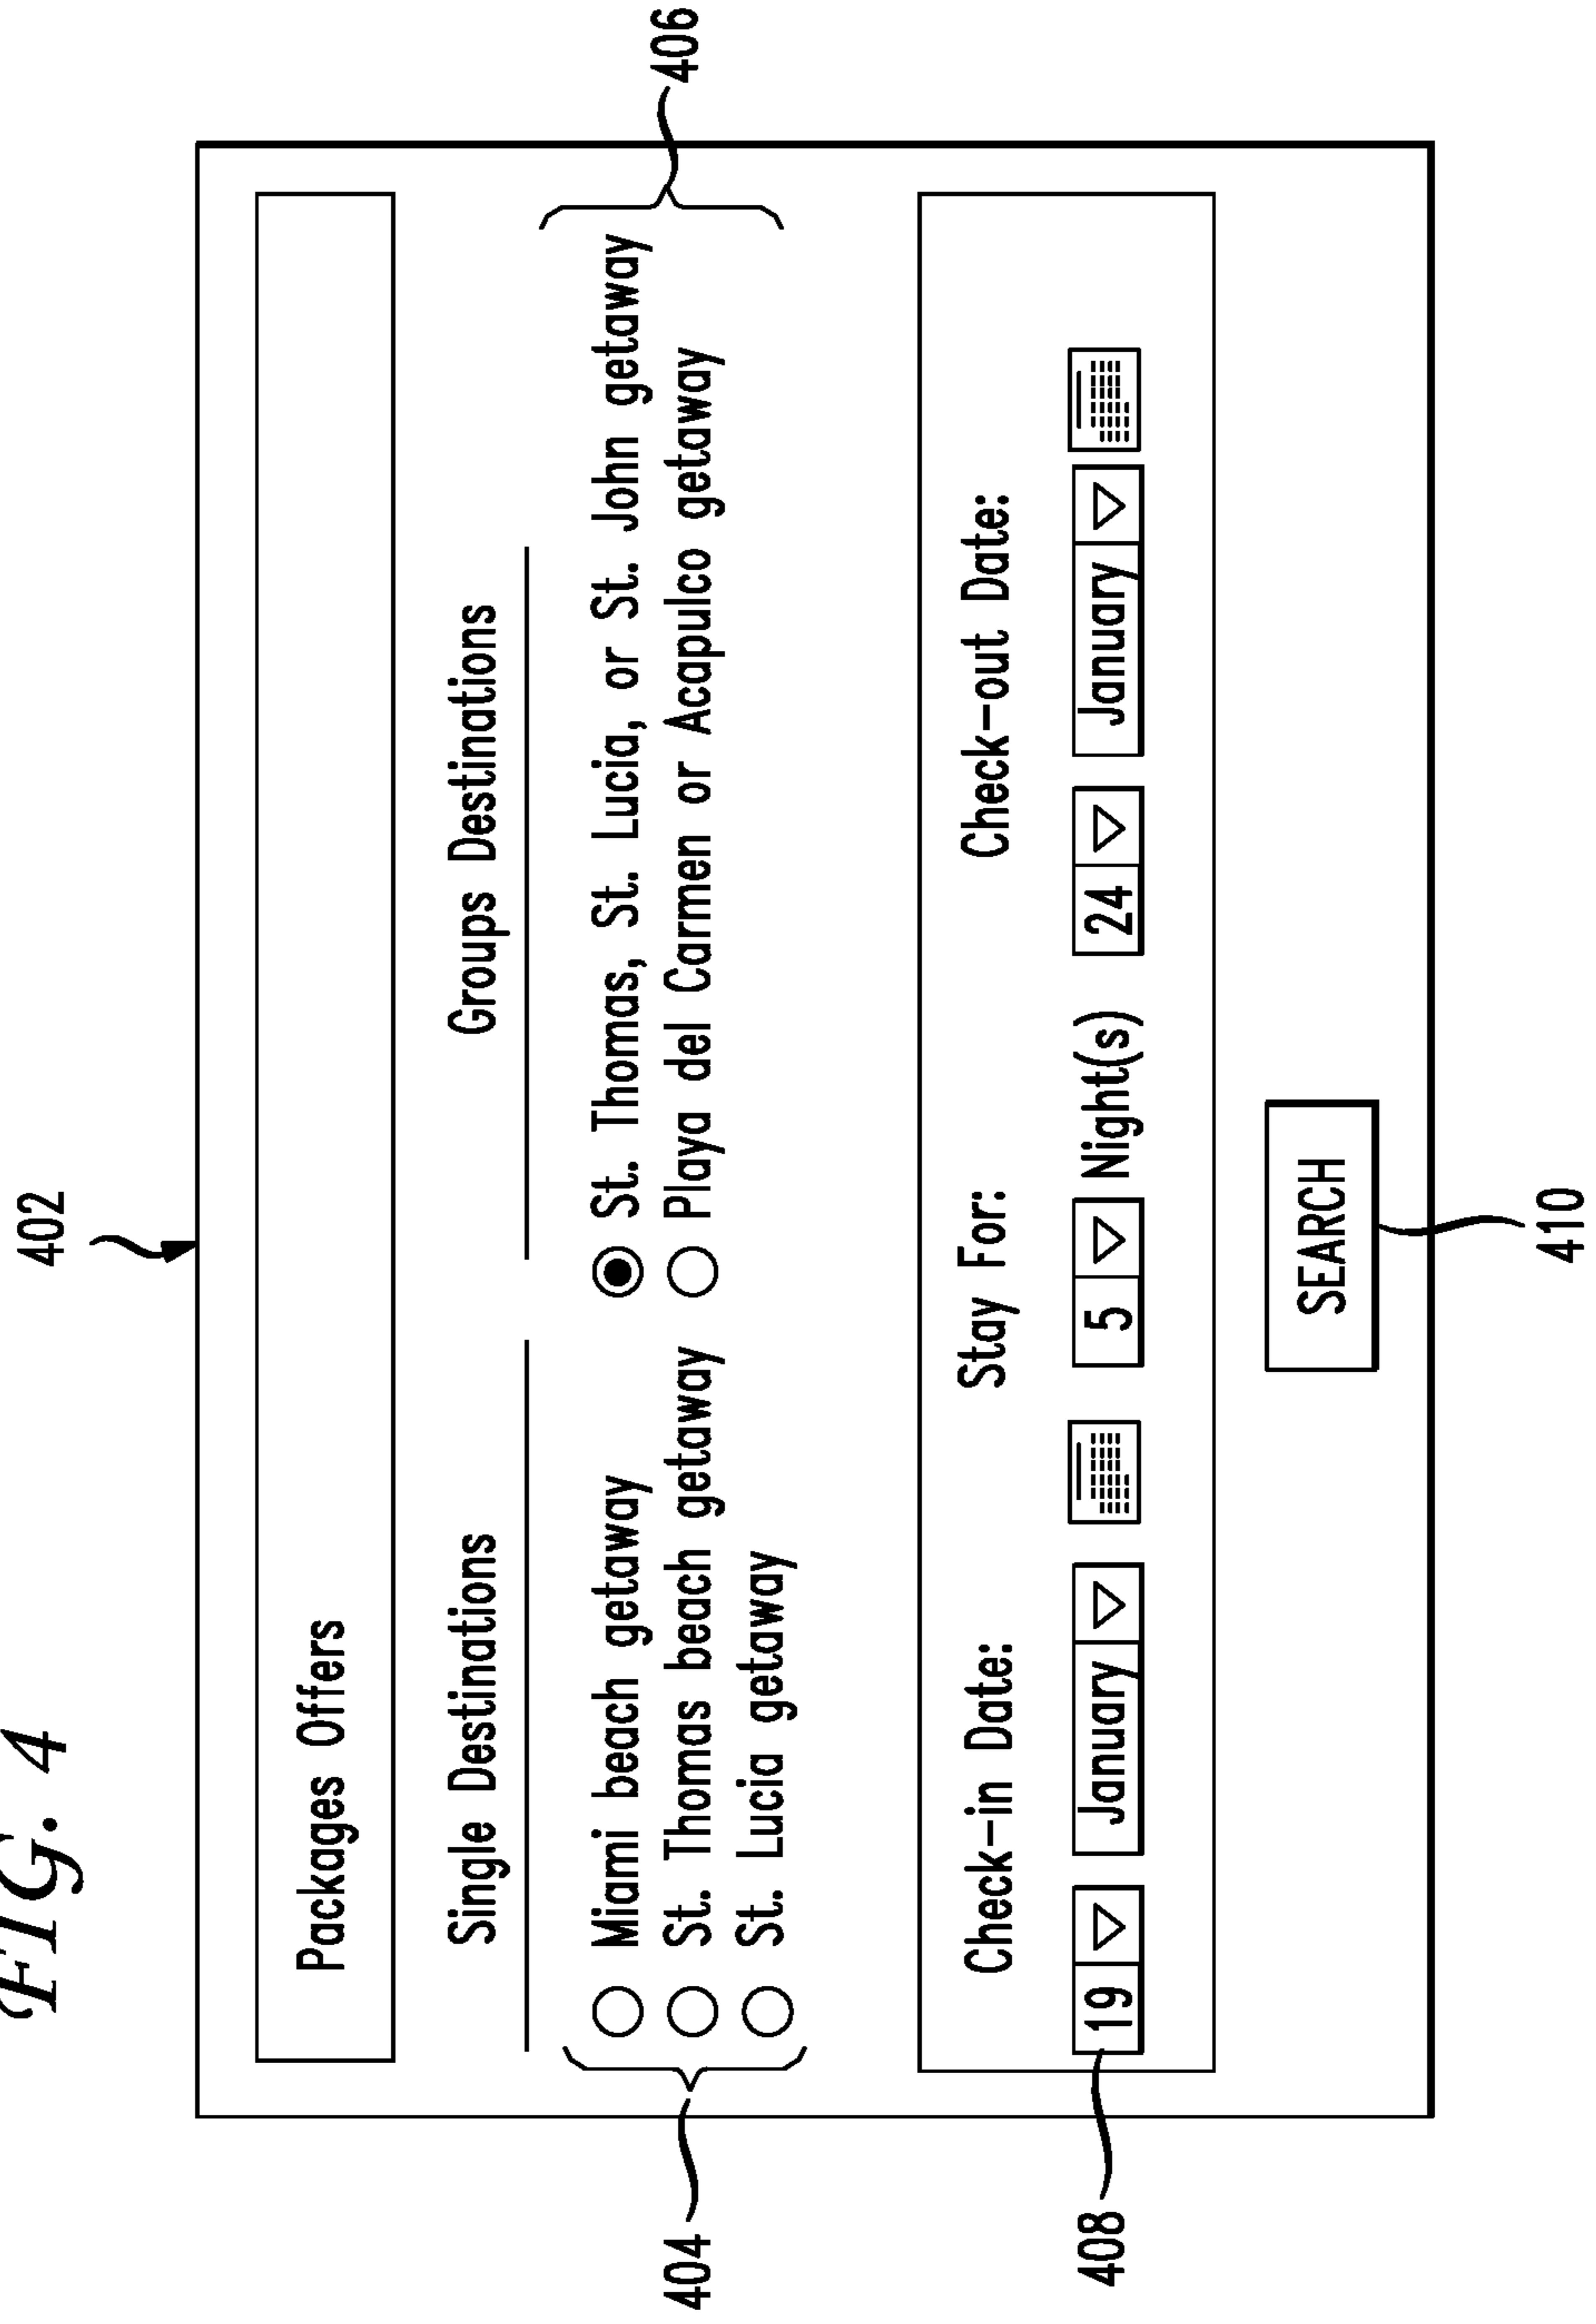 FIG. 4
402
Packages Offers
Single Destinations
Groups Destinations
Miami beach getaway
St. Thomas beach getaway
St. Lucia getaway
St. Thomas, St. Lucia, or St. John getaway
Playa del Carmen or Acapulco getaway
404
406
Check-in Date:
Stay For:
Check-out Date:
19 January 5 Night(s) 24 January
408
SEARCH
410